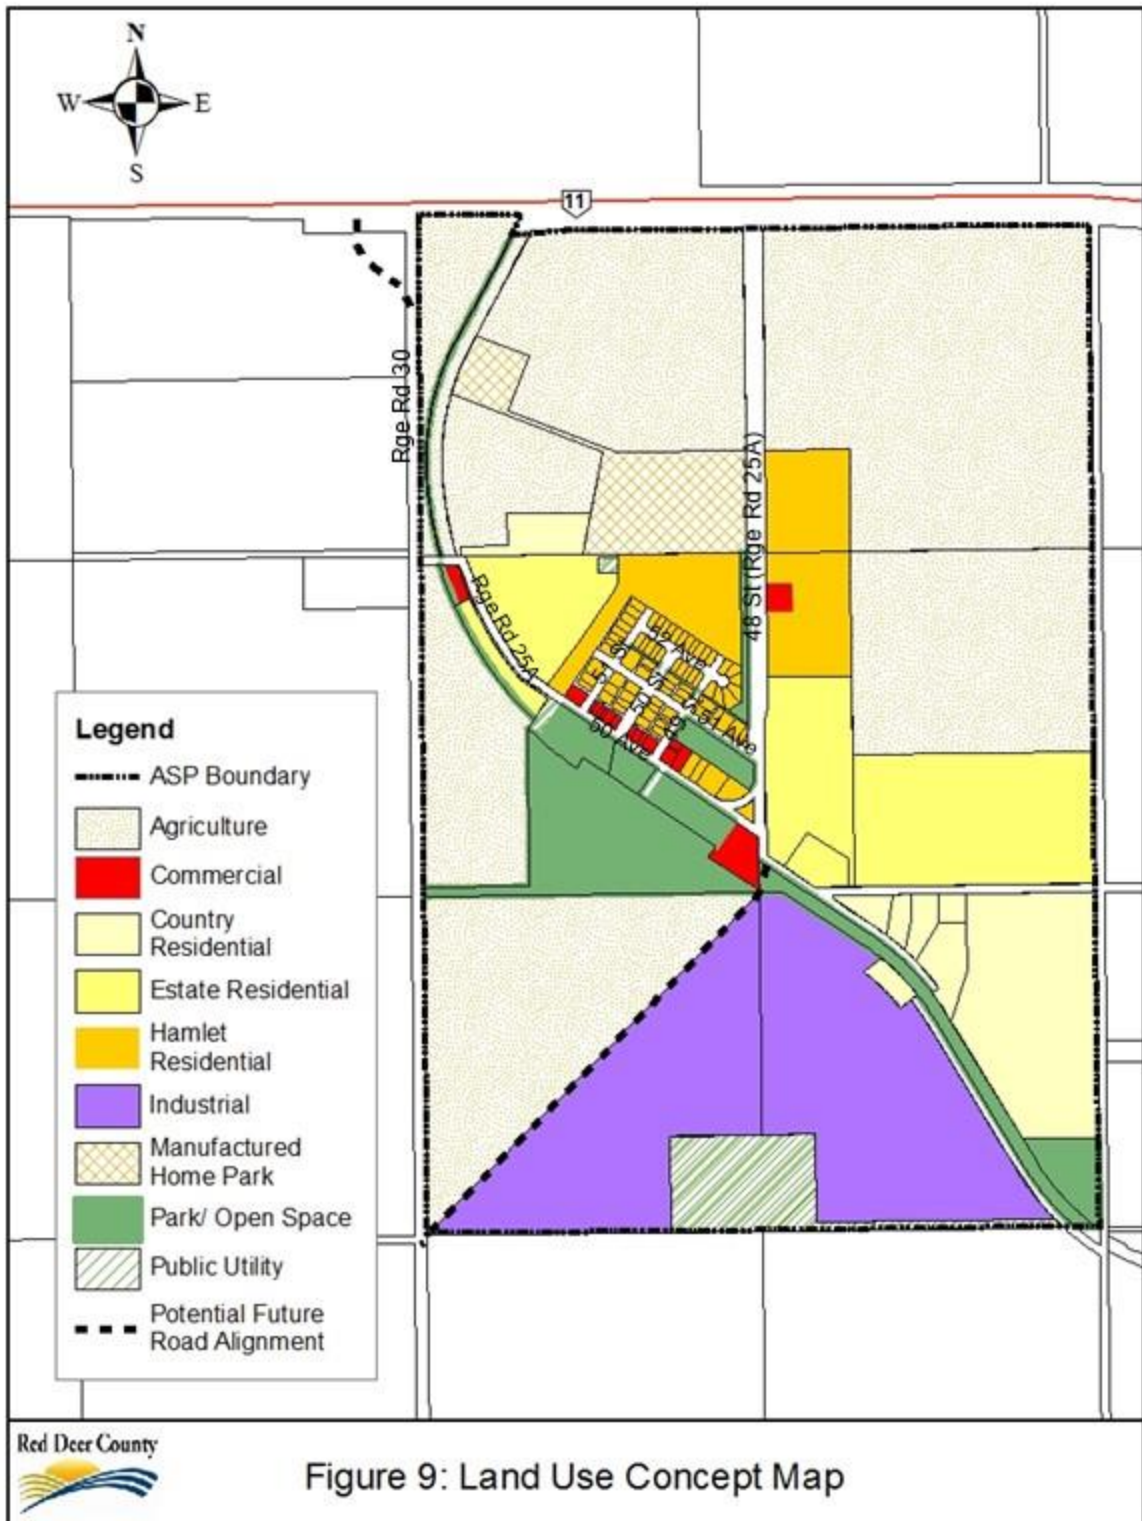 N
W E
S
11
Rge Rd 30
48 St (Rge Rd 25A)
Rge Rd 25A
52 Ave
51 Ave
50 Ave
Legend
ASP Boundary
Agriculture
Commercial
Country
Residential
Estate Residential
Hamlet
Residential
Industrial
Manufactured
Home Park
Park/ Open Space
Public Utility
Potential Future
Road Alignment
Red Deer County
Figure 9: Land Use Concept Map